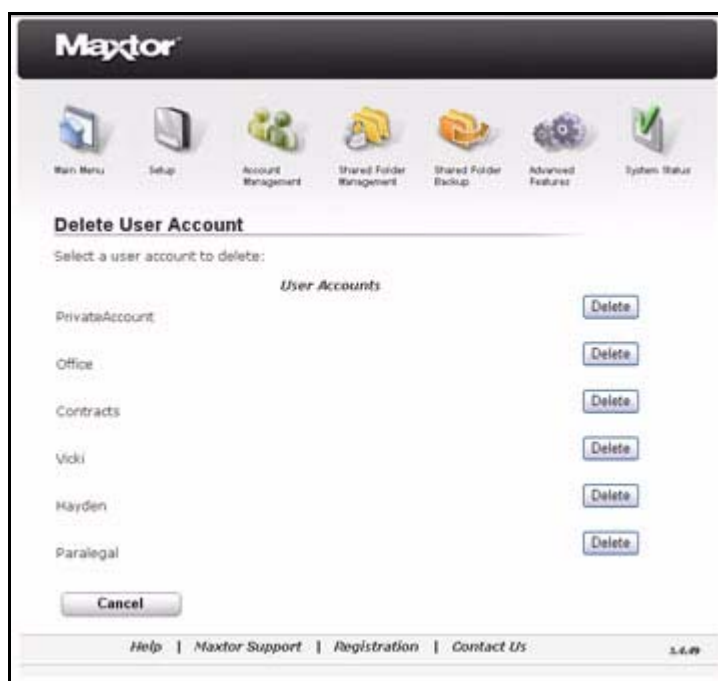 Maxtor
Main Menu
Setup
Account Management
Shared Folder Management
Shared Folder Backup
Advanced Features
System Status
Delete User Account
Select a user account to delete:
User Accounts
PrivateAccount Delete
Office Delete
Contracts Delete
Vicki Delete
Hayden Delete
Paralegal Delete
Cancel
Help | Maxtor Support | Registration | Contact Us